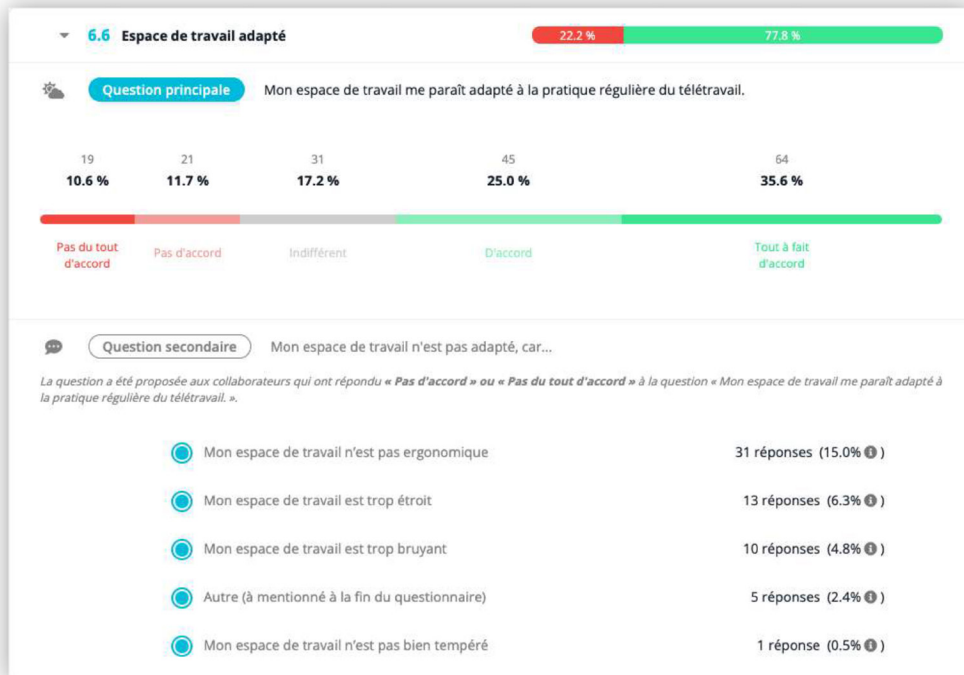 6.6 Espace de travail adapté
22.2 % 77.8 %
Question principale Mon espace de travail me paraît adapté à la pratique régulière du télétravail.
19 21 31 45 64
10.6 % 11.7 % 17.2 % 25.0 % 35.6 %
Pas du tout d'accord Pas d'accord Indifférent D'accord Tout à fait d'accord
Question secondaire Mon espace de travail n'est pas adapté, car...
La question a été proposée aux collaborateurs qui ont répondu « Pas d'accord » ou « Pas du tout d'accord » à la question « Mon espace de travail me paraît adapté à
la pratique régulière du télétravail. ».
Mon espace de travail n'est pas ergonomique 31 réponses (15.0% )
Mon espace de travail est trop étroit 13 réponses (6.3% )
Mon espace de travail est trop bruyant 10 réponses (4.8% )
Autre (à mentionné à la fin du questionnaire) 5 réponses (2.4% )
Mon espace de travail n'est pas bien tempéré 1 réponse (0.5% )